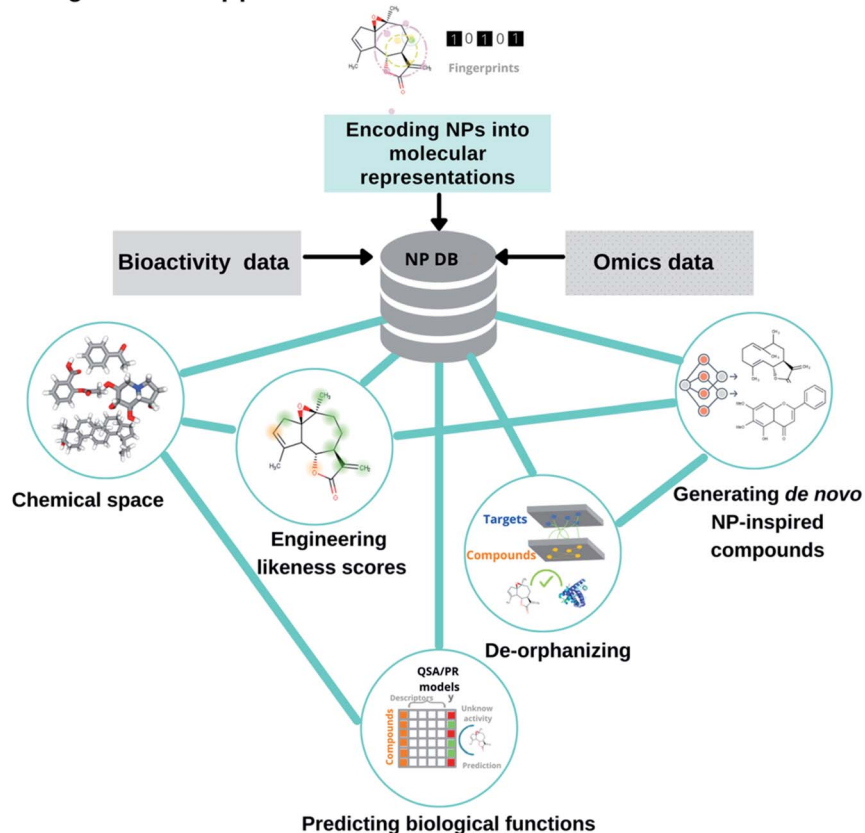 1 0 1 0 1
Fingerprints
Encoding NPs into
molecular
representations
Bioactivity data
NP DB
Omics data
Chemical space
Engineering
likeness scores
Targets
Compounds
De-orphanizing
Generating de novo
NP-inspired
compounds
QSA/PR
models
Descriptors
y
Compounds
Unknow
activity
Prediction
Predicting biological functions